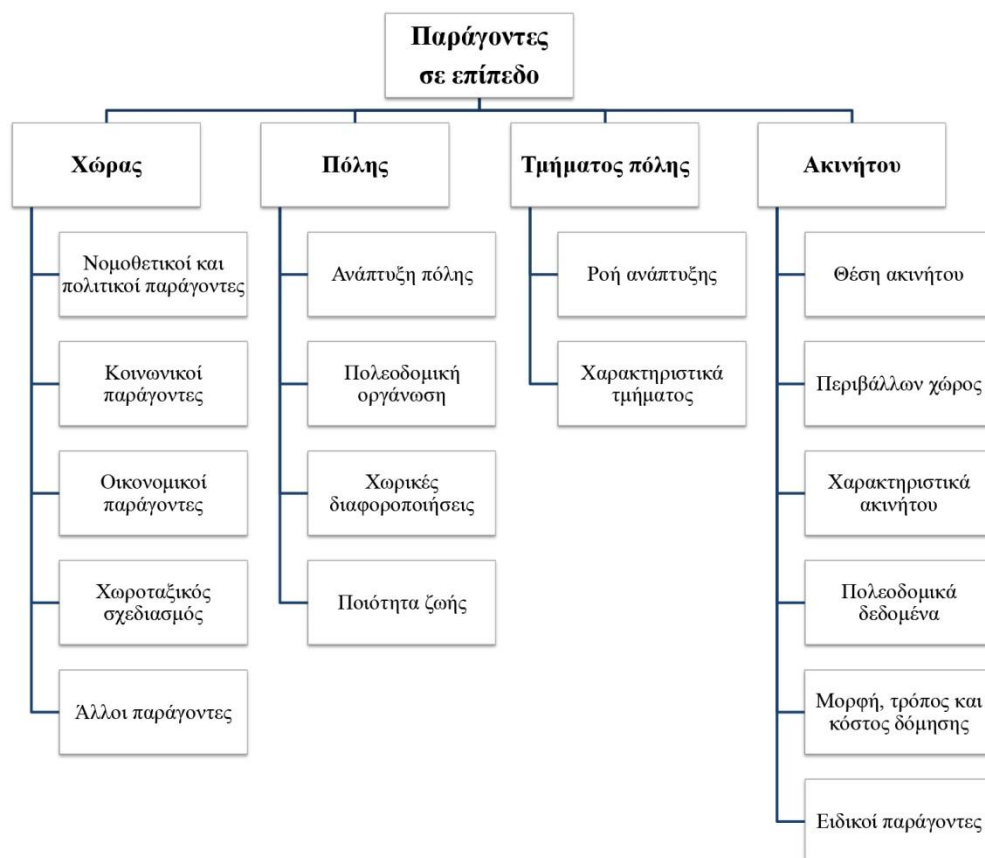 Παράγοντες
σε επίπεδο
Χώρας
Νομοθετικοί και
πολιτικοί παράγοντες
Κοινωνικοί
παράγοντες
Οικονομικοί
παράγοντες
Χωροταξικός
σχεδιασμός
Άλλοι παράγοντες
Πόλης
Ανάπτυξη πόλης
Πολεοδομική
οργάνωση
Χωρικές
διαφοροποιήσεις
Ποιότητα ζωής
Τμήματος πόλης
Ροή ανάπτυξης
Χαρακτηριστικά
τμήματος
Ακινήτου
Θέση ακινήτου
Περιβάλλων χώρος
Χαρακτηριστικά
ακινήτου
Πολεοδομικά
δεδομένα
Μορφή, τρόπος και
κόστος δόμησης
Ειδικοί παράγοντες